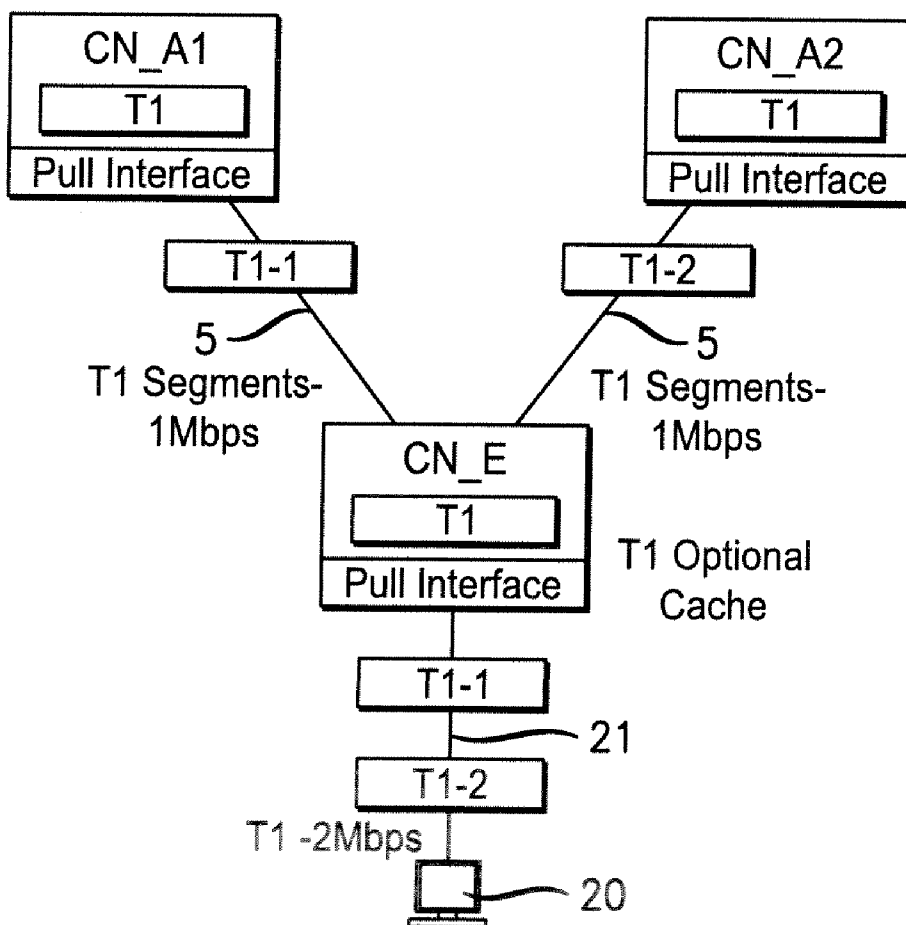 CN_A1
T1
Pull Interface
CN_A2
T1
Pull Interface
T1-1
T1-2
5
5
T1 Segments-
1Mbps
T1 Segments-
1Mbps
CN_E
T1
Pull Interface
T1 Optional
Cache
T1-1
21
T1-2
T1 -2Mbps
20